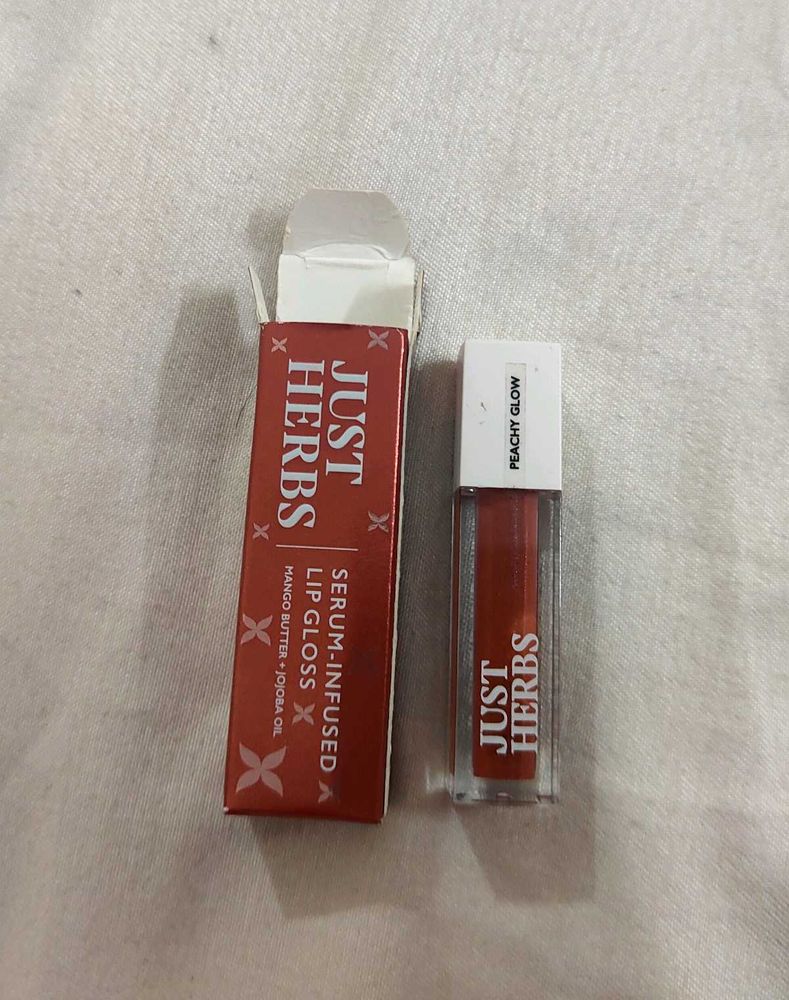 JUST
HERBS
SERUM-INFUSED
LIP GLOSS
MANGO BUTTER + JOJOBA OIL
PEACHY GLOW
JUST
HERBS